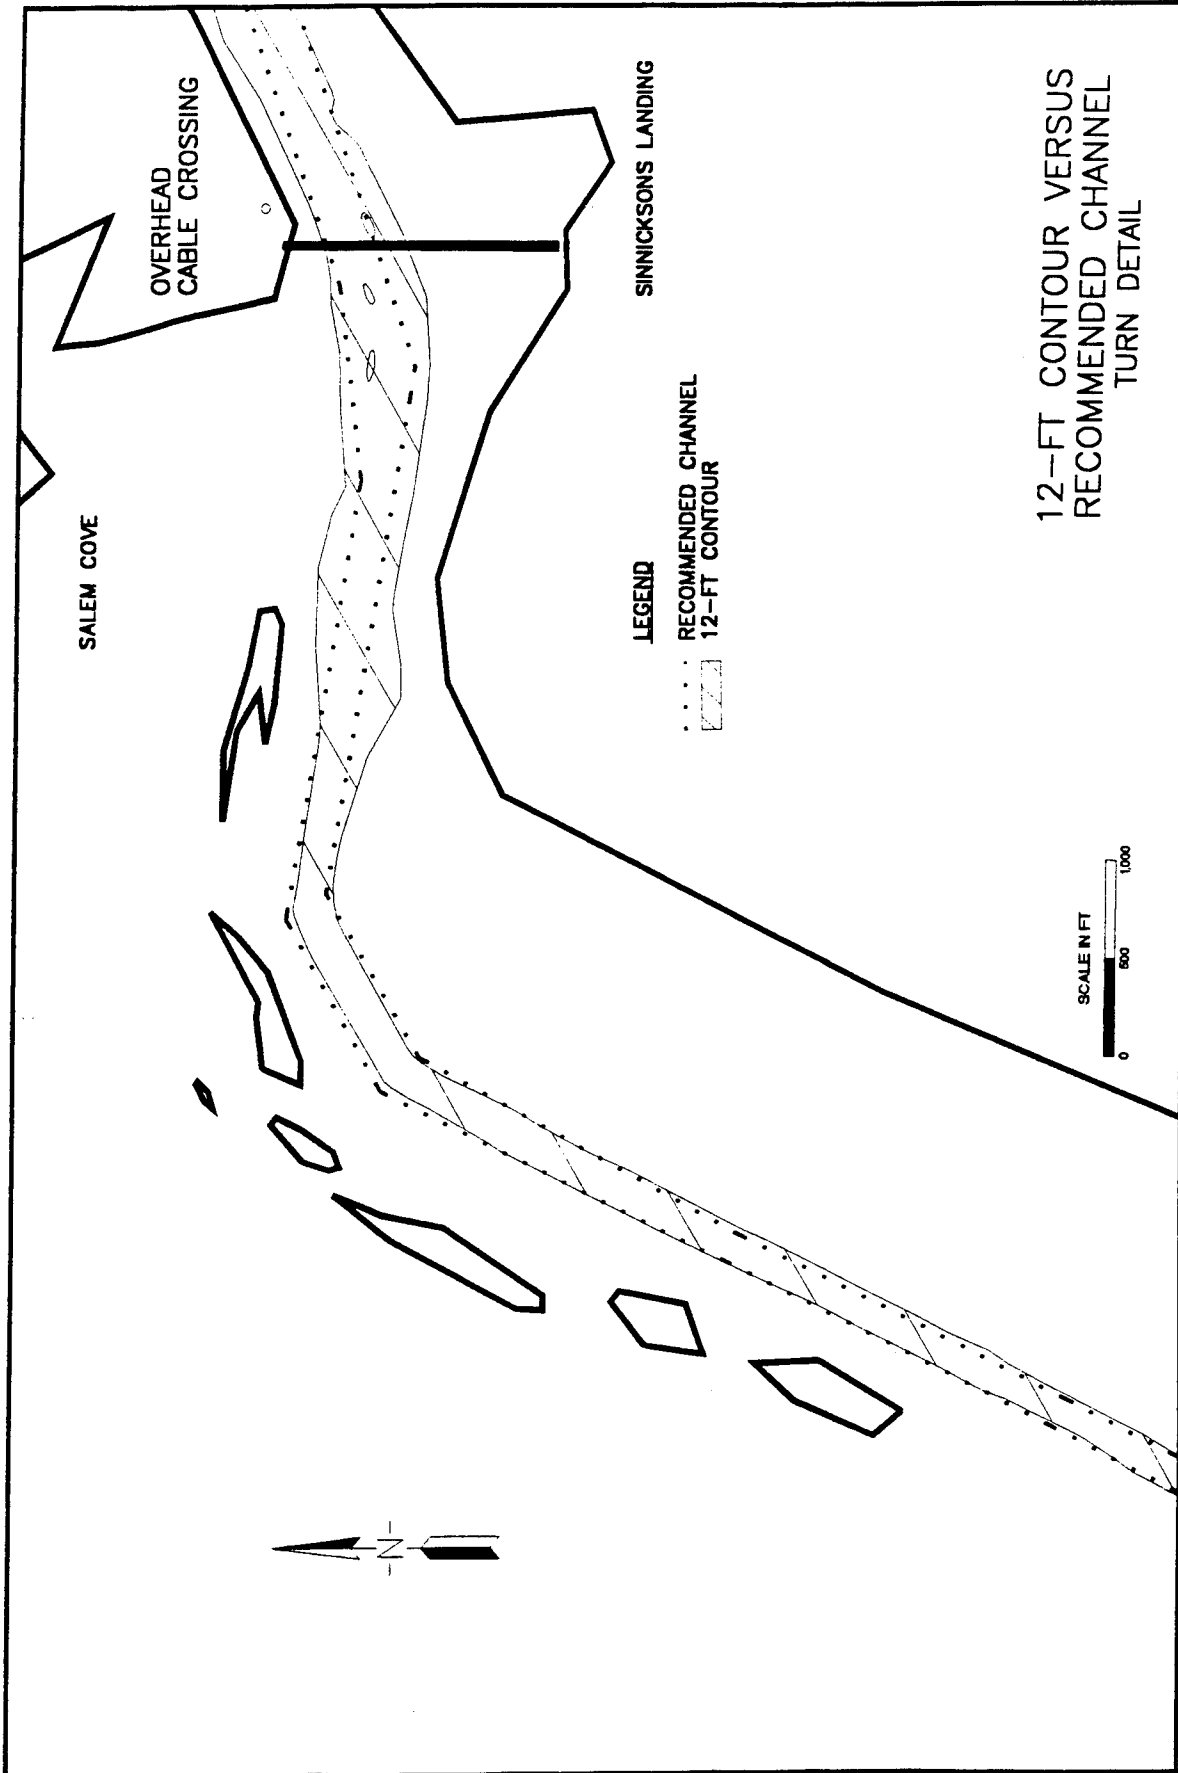 OVERHEAD
CABLE CROSSING
SALEM COVE
SINNICKSONS LANDING
LEGEND
RECOMMENDED CHANNEL
12-FT CONTOUR
N
SCALE IN FT
0 500 1,000
12-FT CONTOUR VERSUS
RECOMMENDED CHANNEL
TURN DETAIL